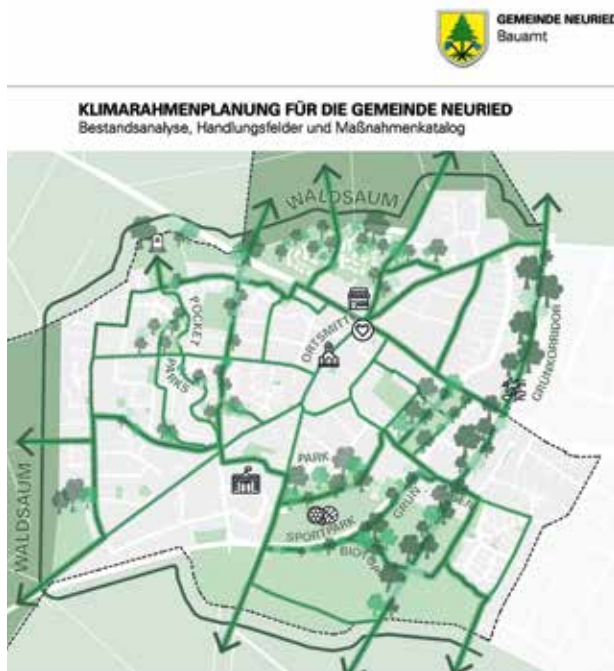 GEMEINDE NEURIED
Bauamt
KLIMARAHMENPLANUNG FÜR DIE GEMEINDE NEURIED
Bestandsanalyse, Handlungsfelder und Maßnahmenkatalog
WALDSAUM
POCKET
PARKS
ORTSMITTE
GRÜNKORRIDOR
PARK
GRÜN
SPORTPARK
WALDSAUM